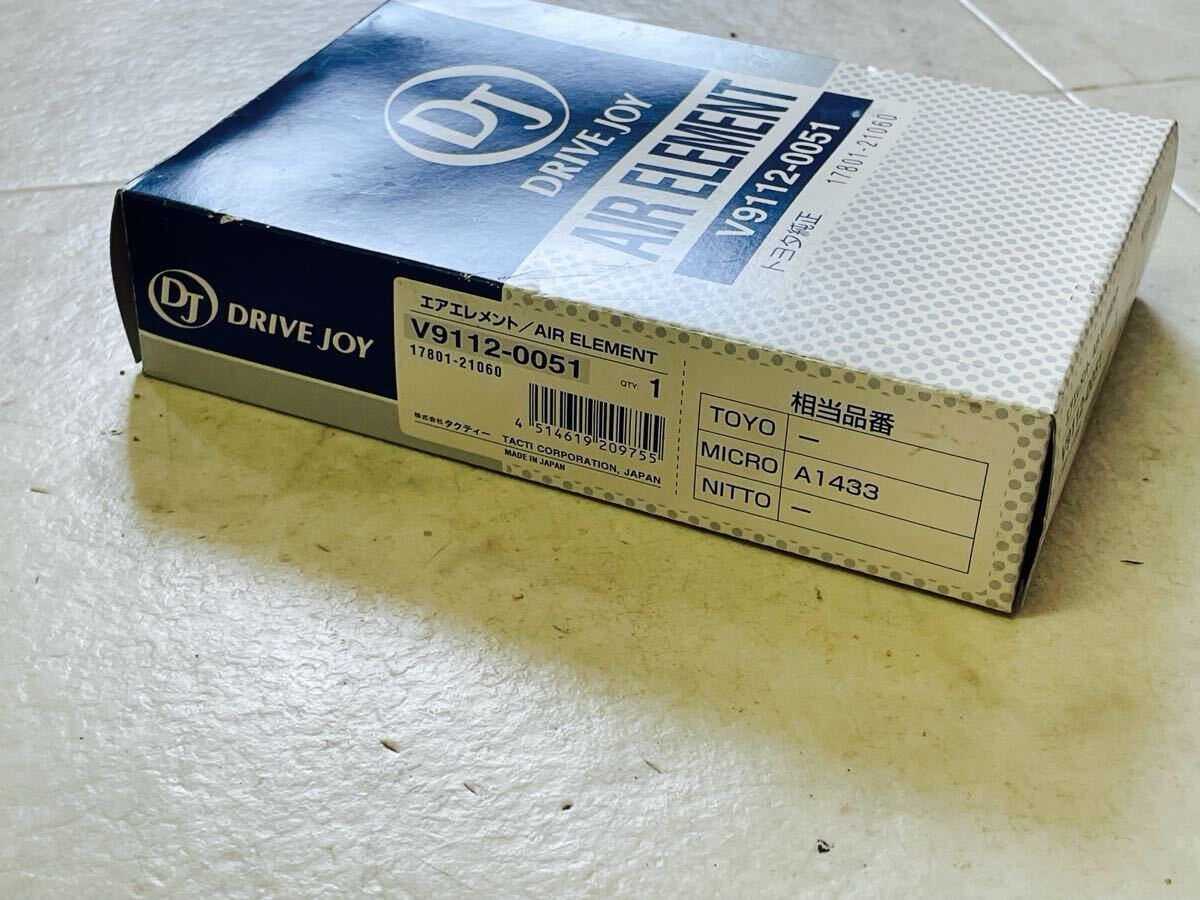 DJ
DRIVE JOY
AIR ELEMENT
V9112-0051
トヨタ純正 17801-21060
DJ DRIVE JOY
エアエレメント/AIR ELEMENT
V9112-0051
17801-21060
QTY: 1
4 514619 209755
株式会社タクティー
TACTI CORPORATION, JAPAN
MADE IN JAPAN
相当品番
TOYO –
MICRO A1433
NITTO –